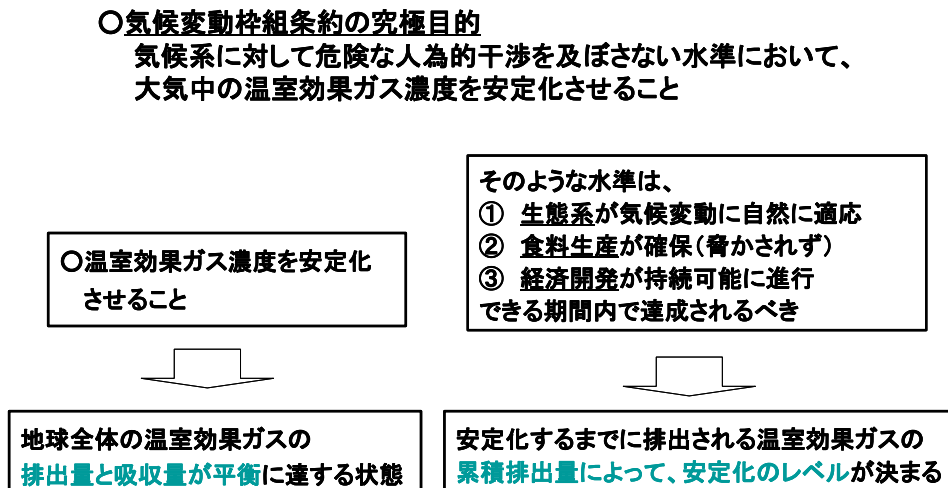 ○気候変動枠組条約の究極目的
気候系に対して危険な人為的干渉を及ぼさない水準において、
大気中の温室効果ガス濃度を安定化させること
○温室効果ガス濃度を安定化
させること
そのような水準は、
① 生態系が気候変動に自然に適応
② 食料生産が確保(脅かされず)
③ 経済開発が持続可能に進行
できる期間内で達成されるべき
地球全体の温室効果ガスの
排出量と吸収量が平衡に達する状態
安定化するまでに排出される温室効果ガスの
累積排出量によって、安定化のレベルが決まる